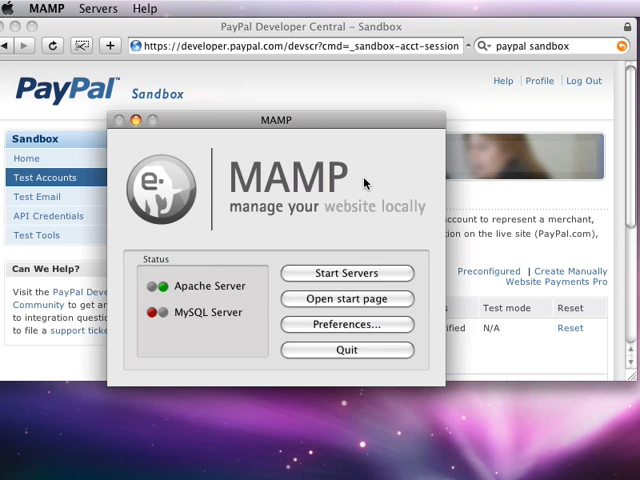 MAMP Servers Help
PayPal Developer Central - Sandbox
https://developer.paypal.com/devscr?cmd=_sandbox-acct-session
paypal sandbox
PayPal™ Sandbox
Help | Profile | Log Out
Sandbox
Home
Test Accounts
Test Email
API Credentials
Test Tools
Can We Help?
Visit the PayPal Deve
Community to get an
to integration question
to file a support ticke
MAMP
e.
MAMP
manage your website locally
Status
Apache Server
MySQL Server
Start Servers
Open start page
Preferences...
Quit
account to represent a merchant,
on on the live site (PayPal.com),
Preconfigured | Create Manually
Website Payments Pro
s Test mode Reset
ified N/A Reset